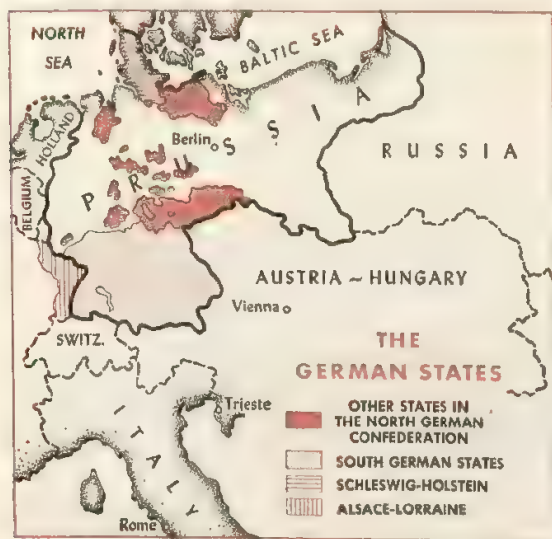 NORTH
SEA
BALTIC SEA
HOLLAND
Berlin
PRUSSIA
RUSSIA
BELGIUM
AUSTRIA ~ HUNGARY
Vienna
SWITZ.
THE
GERMAN STATES
Trieste
ITALY
Rome
OTHER STATES IN
THE NORTH GERMAN
CONFEDERATION
SOUTH GERMAN STATES
SCHLESWIG-HOLSTEIN
ALSACE-LORRAINE